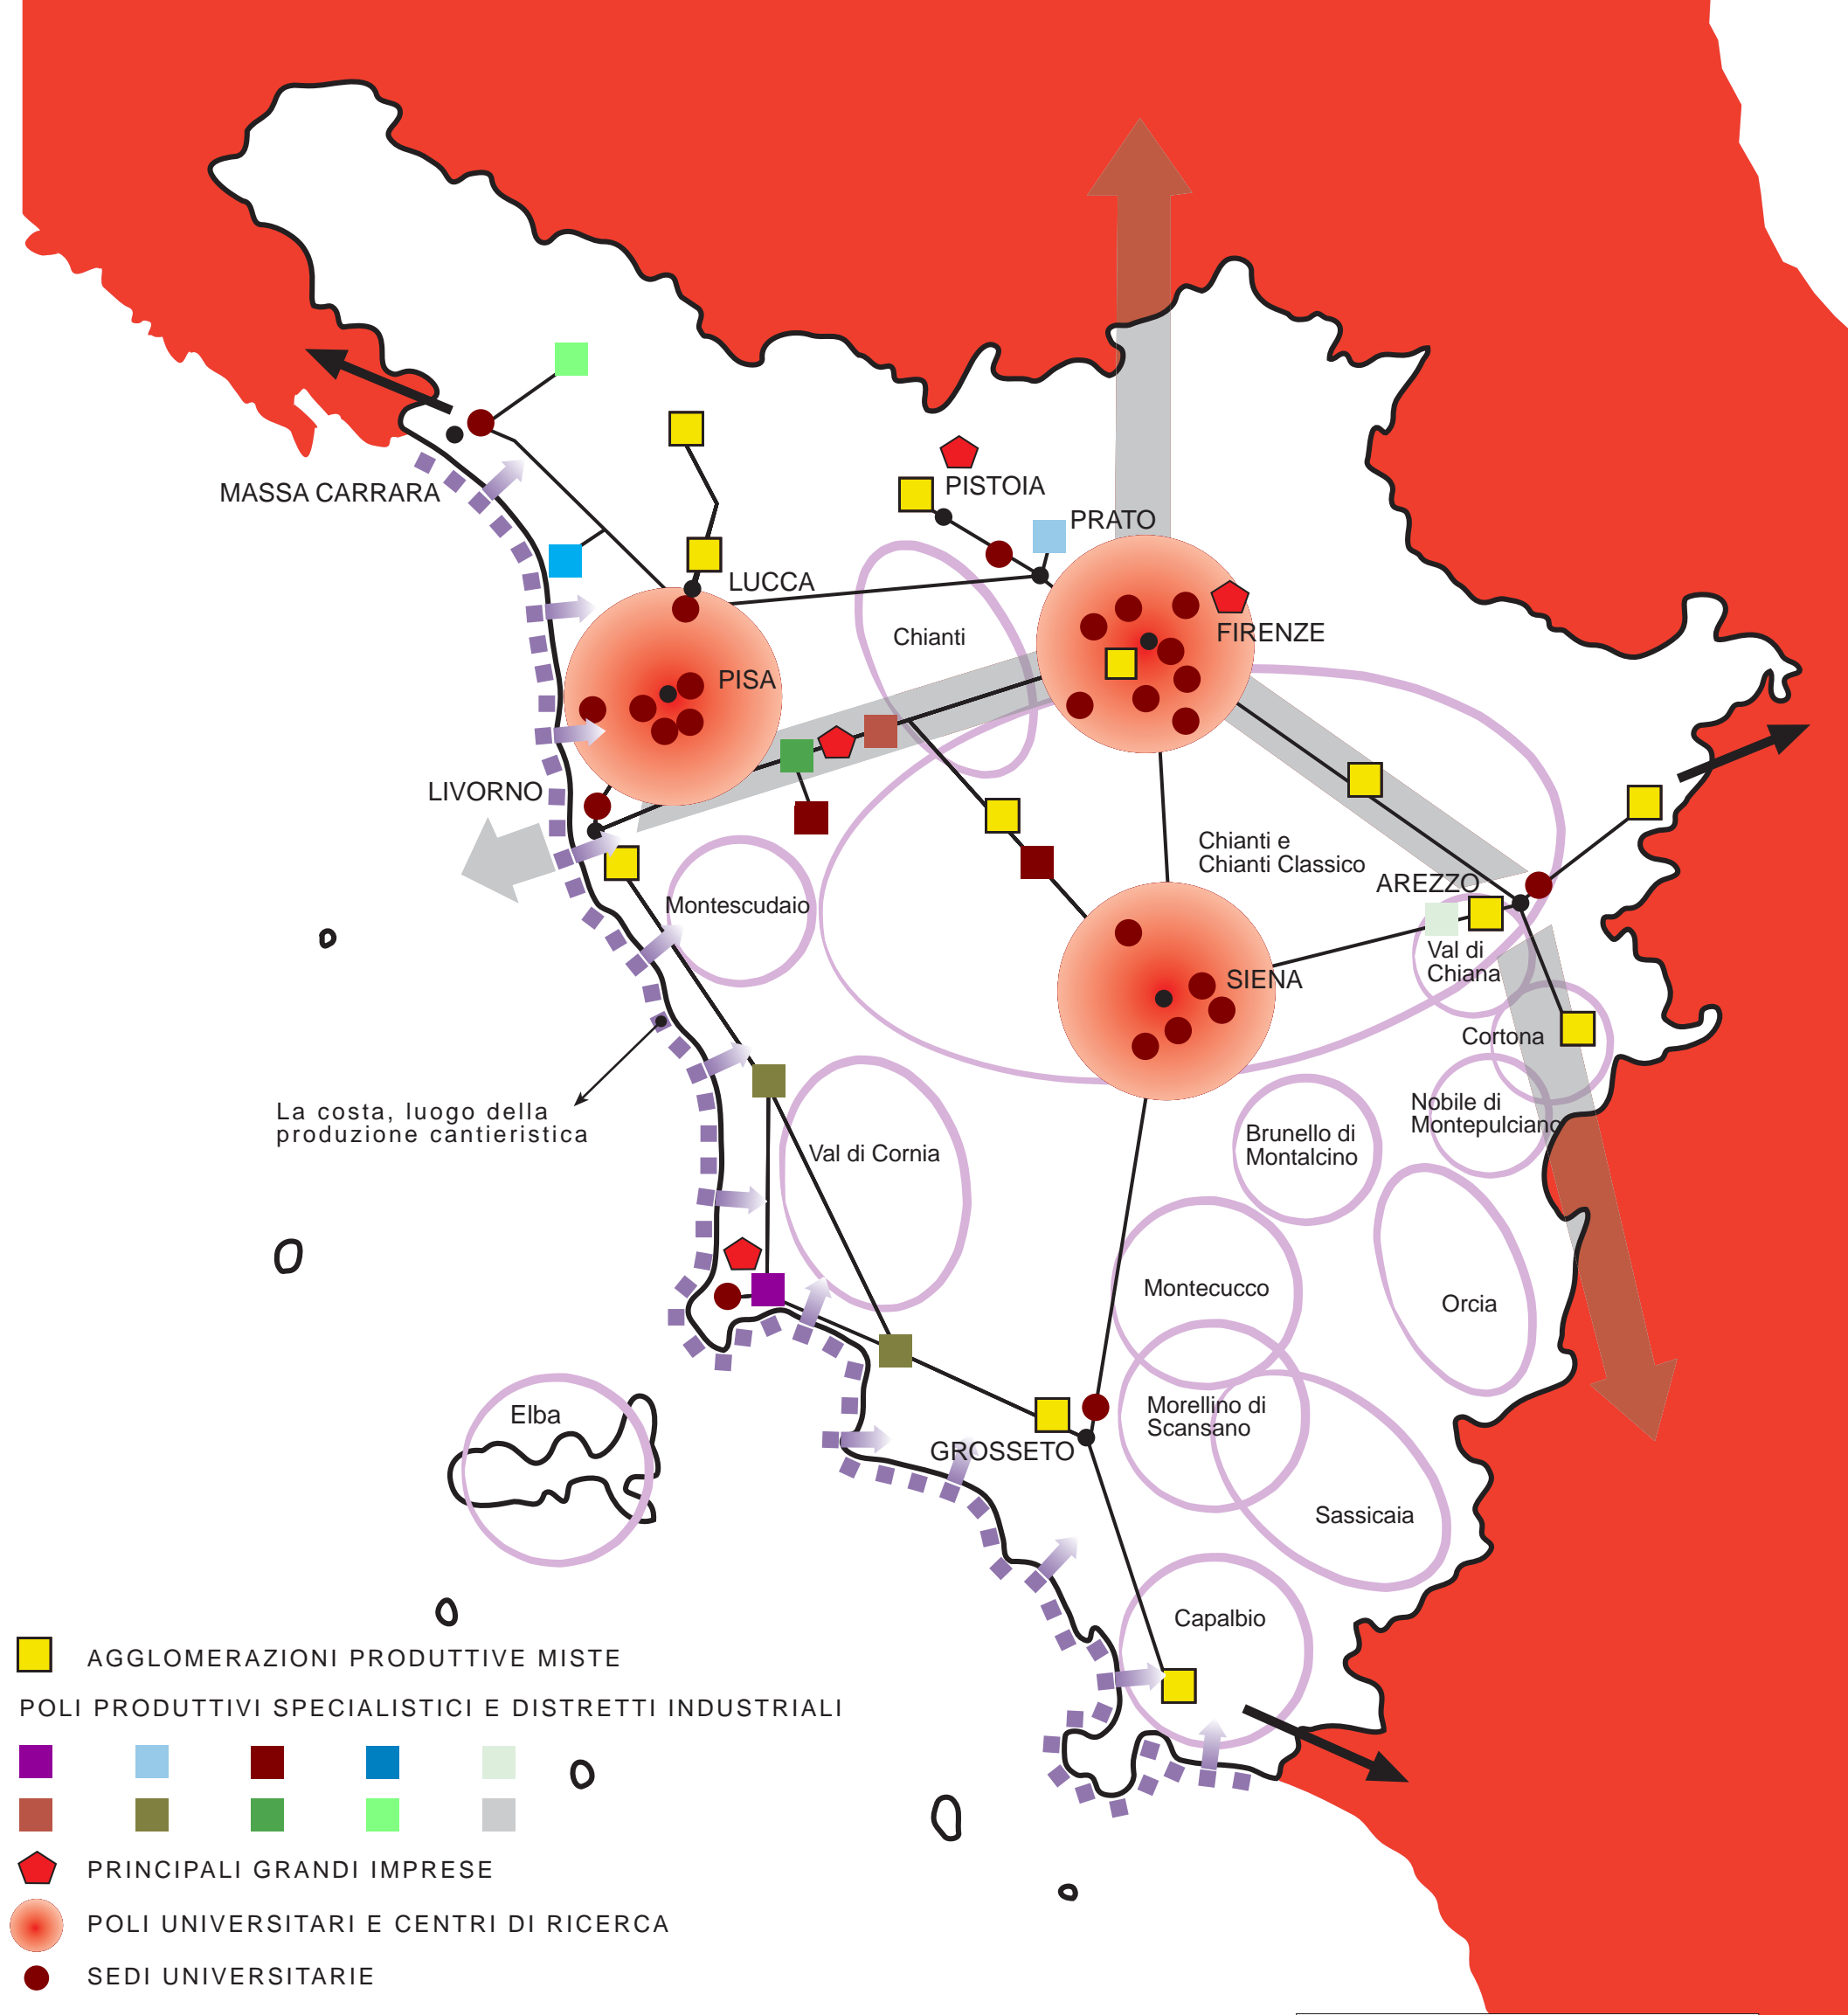 MASSA CARRARA
PISTOIA
PRATO
LUCCA
Chianti
FIRENZE
PISA
LIVORNO
Chianti e
Chianti Classico
AREZZO
Montescudaio
Val di
Chiana
SIENA
Cortona
La costa, luogo della
produzione cantieristica
Nobile di
Montepulciano
Brunello di
Montalcino
Val di Cornia
Montecucco
Orcia
Elba
Morellino di
Scansano
GROSSETO
Sassicaia
Capalbio
AGGLOMERAZIONI PRODUTTIVE MISTE
POLI PRODUTTIVI SPECIALISTICI E DISTRETTI INDUSTRIALI
PRINCIPALI GRANDI IMPRESE
POLI UNIVERSITARI E CENTRI DI RICERCA
SEDI UNIVERSITARIE